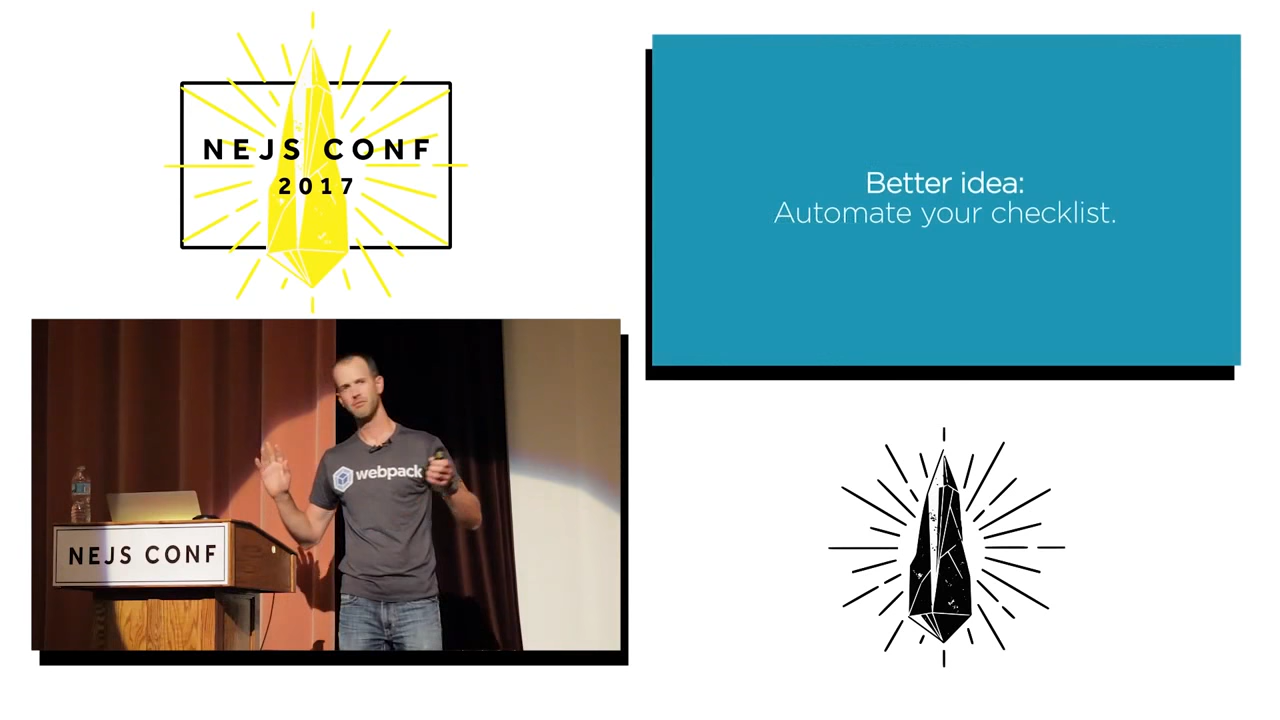 NEJS CONF
2017
Better idea:
Automate your checklist.
webpack
NEJS CONF